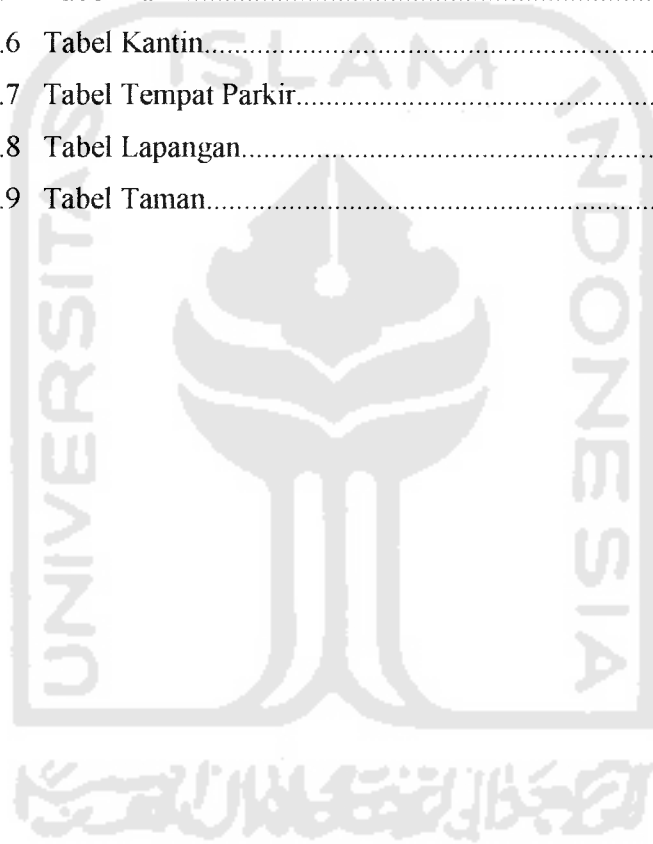 .6 Tabel Kantin
.7 Tabel Tempat Parkir
.8 Tabel Lapangan
.9 Tabel Taman
ISLAM
UNIVERSITAS
INDONESIA